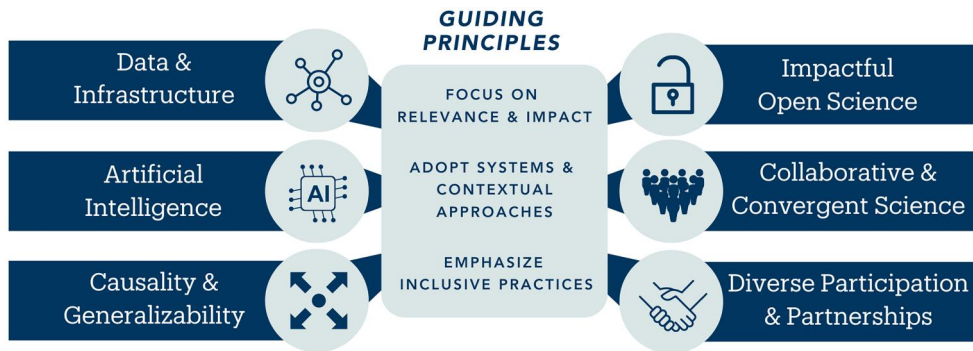 GUIDING
PRINCIPLES
Data &
Infrastructure
Artificial
Intelligence
AI
Causality &
Generalizability
FOCUS ON
RELEVANCE & IMPACT
ADOPT SYSTEMS &
CONTEXTUAL
APPROACHES
EMPHASIZE
INCLUSIVE PRACTICES
Impactful
Open Science
Collaborative &
Convergent Science
Diverse Participation
& Partnerships